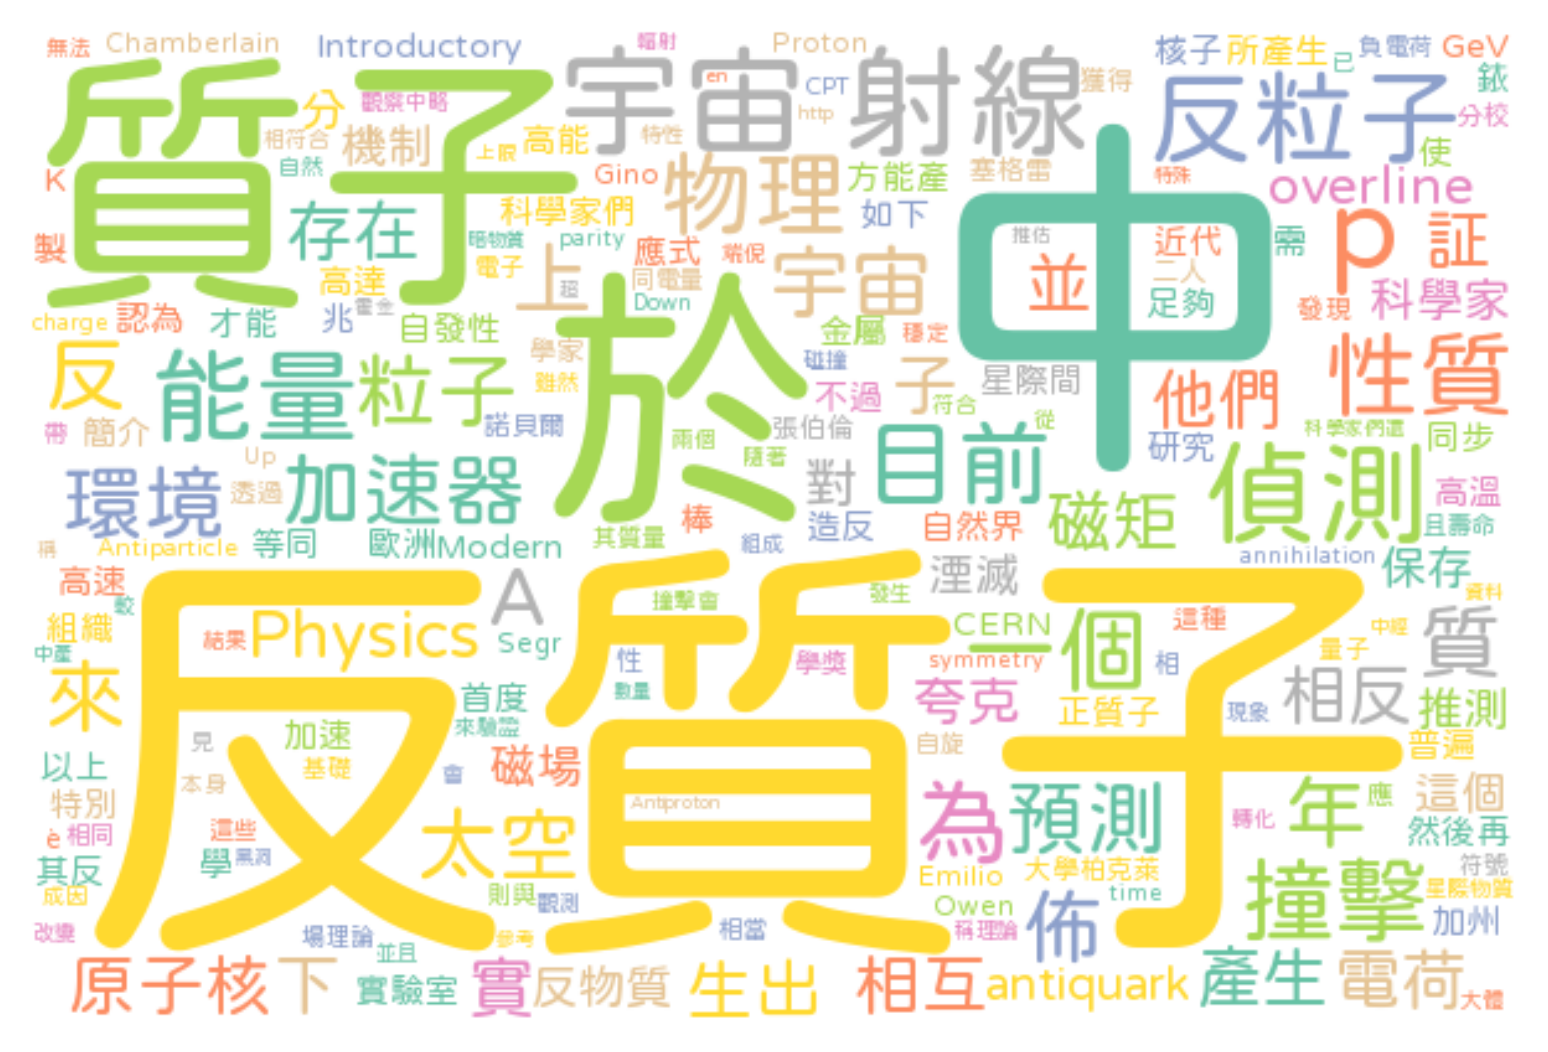 無法 Chamberlain Introductory 輻射 Proton 核子 所產生 已 負電荷 GeV
質子 分 觀察中略 宇宙射線 en CPT http 獲得 反粒子 鋏 分校
相符合 機制 上限 高能 特性 使
自然 K Gino 物理 方能產 塞格雷 特殊 overline
存在 科學家們 如下 中 p 証
製 暗物質 parity 應式 端倪 推估 近代 需
高達 電子 上 超 同電量 宇宙 並 二人
charge 認為 才能 兆 霍金 自發性 Down 金屬 穩定 足夠 發現 科學家
反 能量 粒子 學家 於 碰撞 性質
雖然 不過 子 星際間 他們
帶 簡介 諾貝爾 兩個 張伯倫 符合 從 科學家們還 同步
Up 隨著 目前 研究 偵測
環境 透過 加速器 對 磁矩 高溫
棒 造反 自然界 且壽命
稱 Antiparticle 等同 歐洲 Modern 其質量 組成 annihilation 保存
高速 反質子 A 湮滅 資料
較 撞擊會 發生
組織 結果 Physics Segr CERN 一個 這種 中經 質
中產 性 學獎 symmetry 相 量子
來 首度 數量 夸克 正質子 現象 相反 推測
見 加速 來驗證 自旋 普遍
以上 本身 基礎 會 磁場
特別 太空 Antiproton 為 預測 年 應 這個
è 相同 這些 轉化 然後再
其反 學 黑洞 Emilio 大學柏克萊 撞擊 符號
成因 則與 觀測 Owen time 星際物質
改變 場理論 參考 相當 稱理論 佈 加州
並且
原子核 下 實驗室 實 反物質 生出 相互 antiquark 產生 電荷 大體